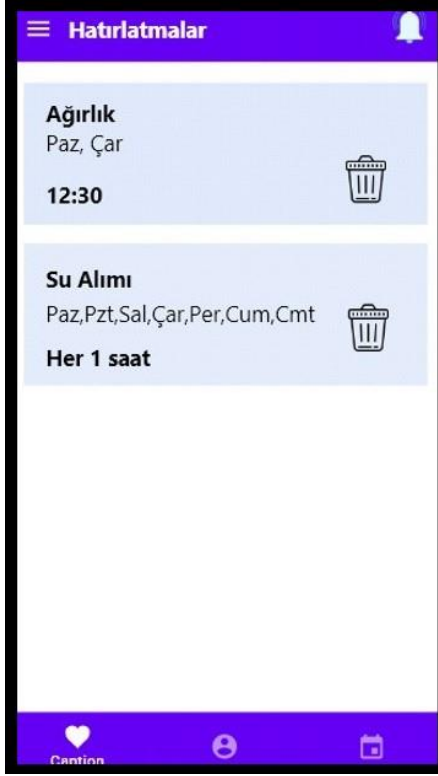 Hatırlatmalar
Ağırlık
Paz, Çar
12:30
Su Alımı
Paz,Pzt,Sal,Çar,Per,Cum,Cmt
Her 1 saat
Caption